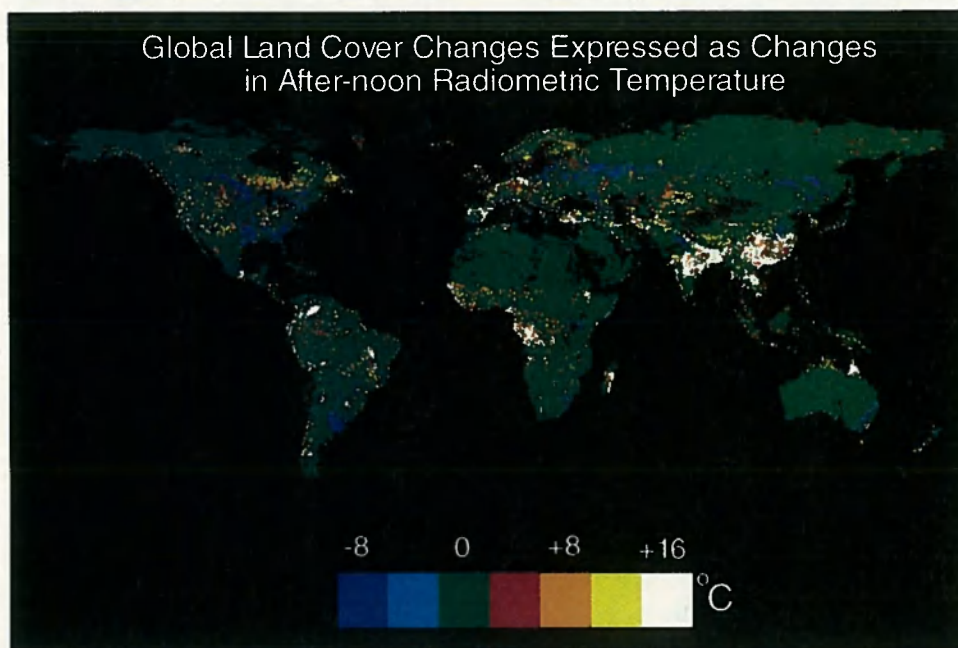 Global Land Cover Changes Expressed as Changes
in After-noon Radiometric Temperature
-8 0 +8 +16
°C